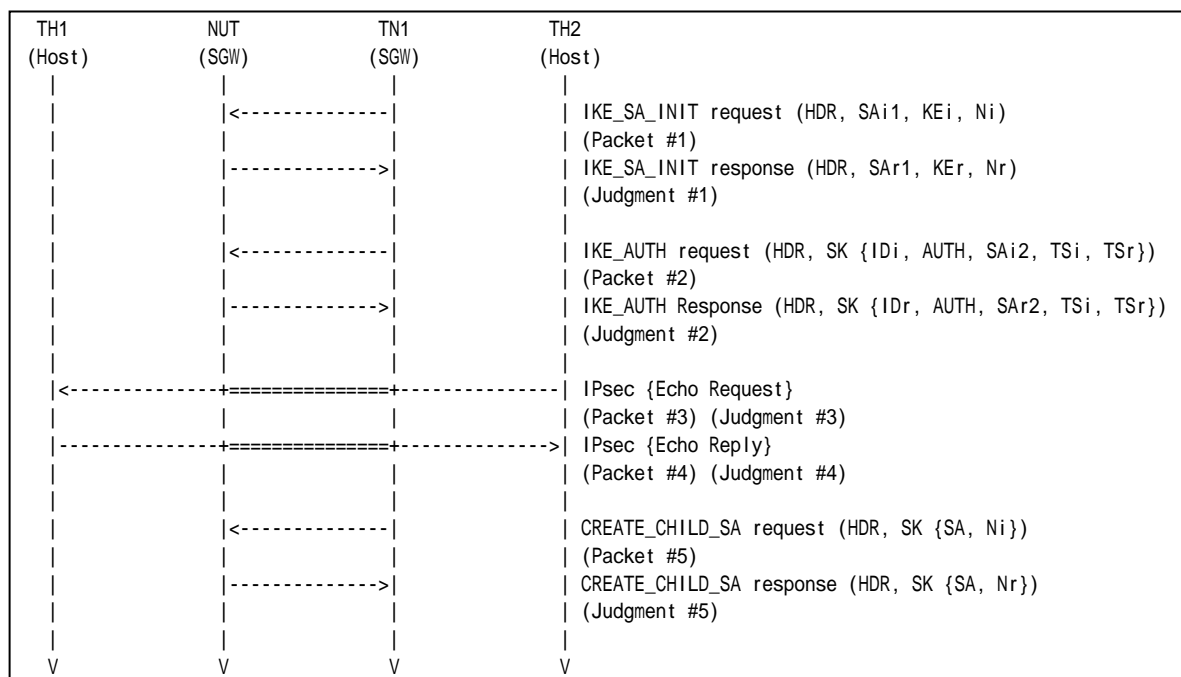 TH1 NUT TN1 TH2
(Host) (SGW) (SGW) (Host)
| | | |
| |<--------------| | IKE_SA_INIT request (HDR, SAi1, KEi, Ni)
| | | | (Packet #1)
| |-------------->| | IKE_SA_INIT response (HDR, SAr1, KEr, Nr)
| | | | (Judgment #1)
| | | |
| |<--------------| | IKE_AUTH request (HDR, SK {IDi, AUTH, SAi2, TSi, TSr})
| | | | (Packet #2)
| |-------------->| | IKE_AUTH Response (HDR, SK {IDr, AUTH, SAr2, TSi, TSr})
| | | | (Judgment #2)
| | | |
|<--------------+===============+--------------| IPsec {Echo Request}
| | | | (Packet #3) (Judgment #3)
|---------------+===============+------------->| IPsec {Echo Reply}
| | | | (Packet #4) (Judgment #4)
| | | |
| |<--------------| | CREATE_CHILD_SA request (HDR, SK {SA, Ni})
| | | | (Packet #5)
| |-------------->| | CREATE_CHILD_SA response (HDR, SK {SA, Nr})
| | | | (Judgment #5)
| | | |
V V V V